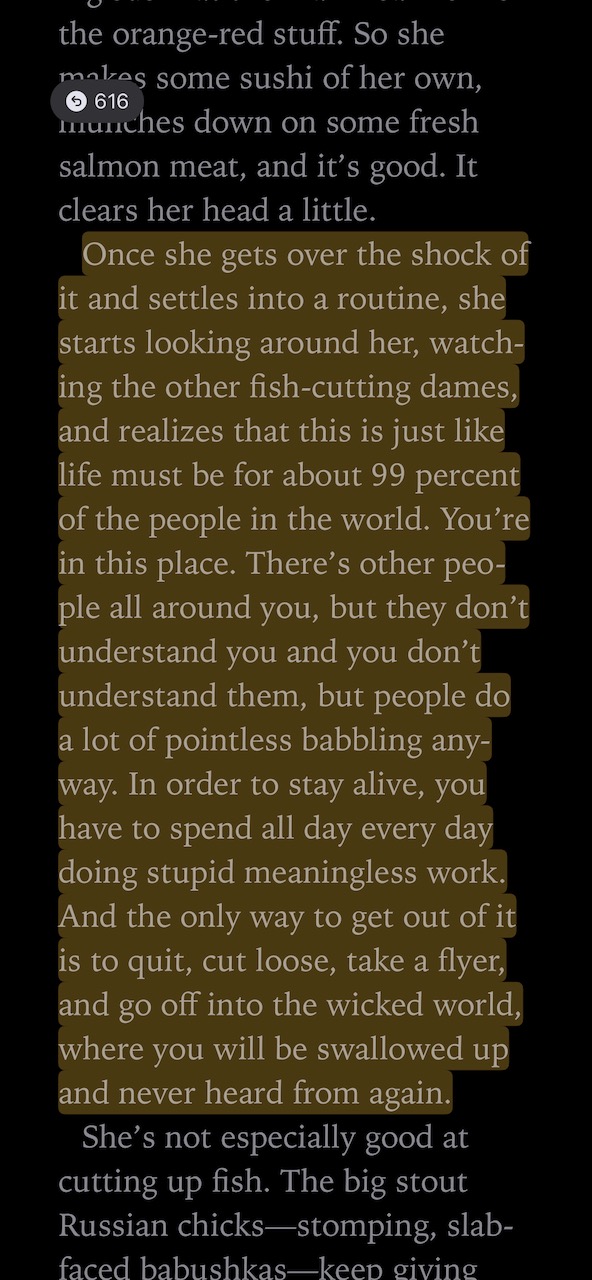 the orange-red stuff. So she
makes some sushi of her own,
616
munches down on some fresh
salmon meat, and it’s good. It
clears her head a little.
Once she gets over the shock of
it and settles into a routine, she
starts looking around her, watch-
ing the other fish-cutting dames,
and realizes that this is just like
life must be for about 99 percent
of the people in the world. You’re
in this place. There’s other peo-
ple all around you, but they don’t
understand you and you don’t
understand them, but people do
a lot of pointless babbling any-
way. In order to stay alive, you
have to spend all day every day
doing stupid meaningless work.
And the only way to get out of it
is to quit, cut loose, take a flyer,
and go off into the wicked world,
where you will be swallowed up
and never heard from again.
She’s not especially good at
cutting up fish. The big stout
Russian chicks—stomping, slab-
faced babushkas—keep giving